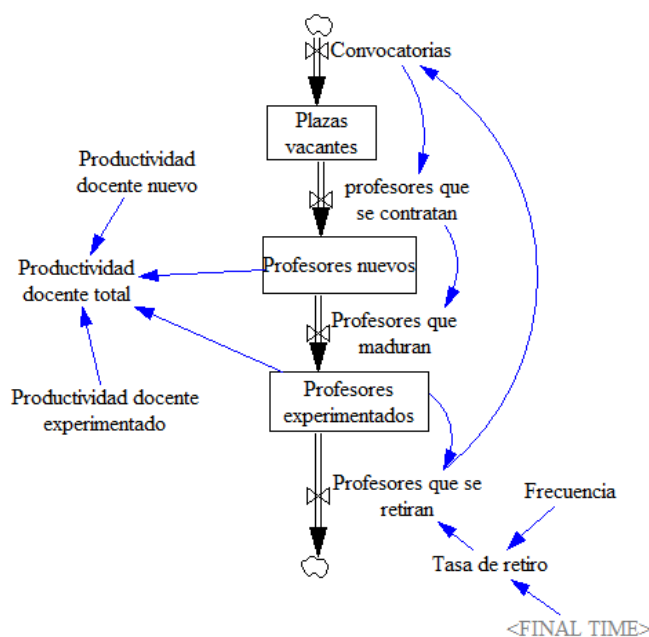 Convocatorias
Plazas
vacantes
Productividad
docente nuevo
profesores que
se contratan
Productividad
docente total
Profesores nuevos
Profesores que
maduran
Productividad docente
experimentado
Profesores
experimentados
Profesores que se
retiran
Frecuencia
Tasa de retiro
<FINAL TIME>